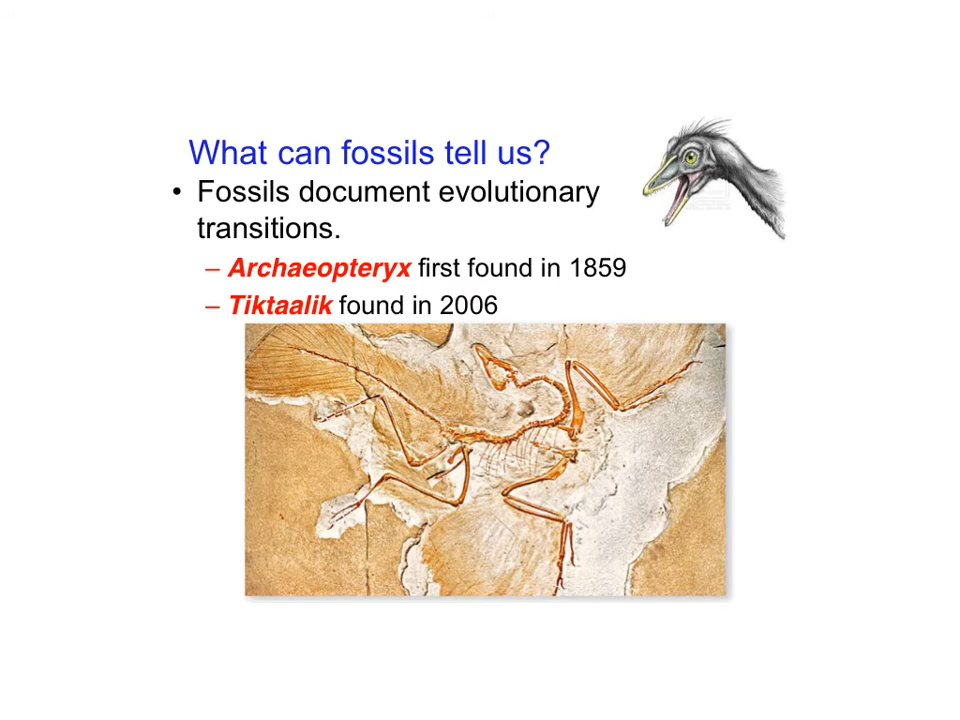 What can fossils tell us?
• Fossils document evolutionary
transitions.
– Archaeopteryx first found in 1859
– Tiktaalik found in 2006